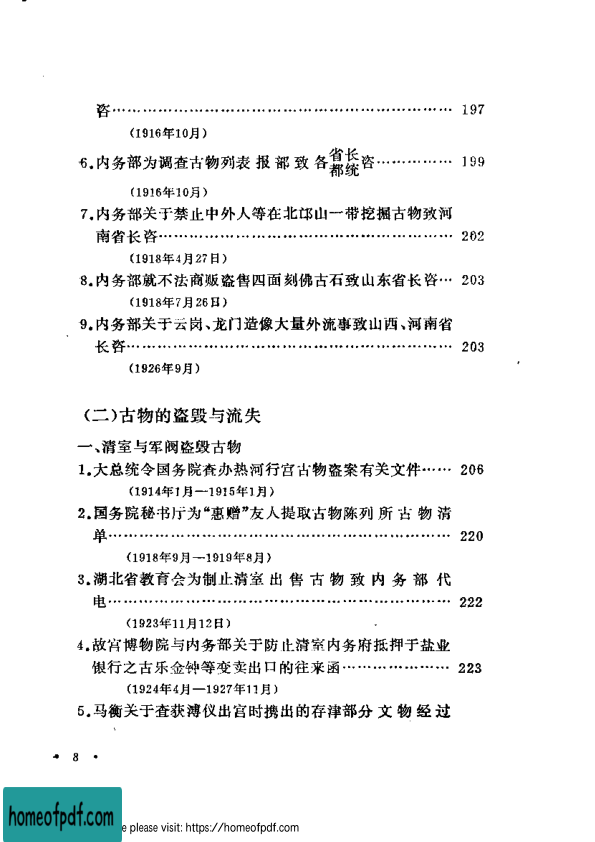 咨…………………………………………………… 197
(1916年10月)
6.内务部为调查古物列表报部致各省长都统咨…………… 199
(1916年10月)
7.内务部关于禁止中外人等在北邙山一带挖掘古物致河
南省长咨……………………………………………… 202
(1918年4月27日)
8.内务部就不法商贩盗售四面刻佛古石致山东省长咨… 203
(1918年7月26日)
9.内务部关于云岗、龙门造像大量外流事致山西、河南省
长咨…………………………………………………… 203
(1926年9月)
(二)古物的盗毁与流失
一、清室与军阀盗毁古物
1.大总统令国务院查办热河行宫古物盗案有关文件…… 206
(1914年1月—1915年1月)
2.国务院秘书厅为“惠赠”友人提取古物陈列所古物清
单……………………………………………………… 220
(1918年9月—1919年8月)
3.湖北省教育会为制止清室出售古物致内务部代
电……………………………………………………… 222
(1923年11月12日)
4.故宫博物院与内务部关于防止清室内务府抵押于盐业
银行之古乐金钟等变卖出口的往来函………………… 223
(1924年4月—1927年11月)
5.马衡关于查获溥仪出宫时携出的存津部分文物经过
• 8 •
homeofpdf.com
e please visit: https://homeofpdf.com